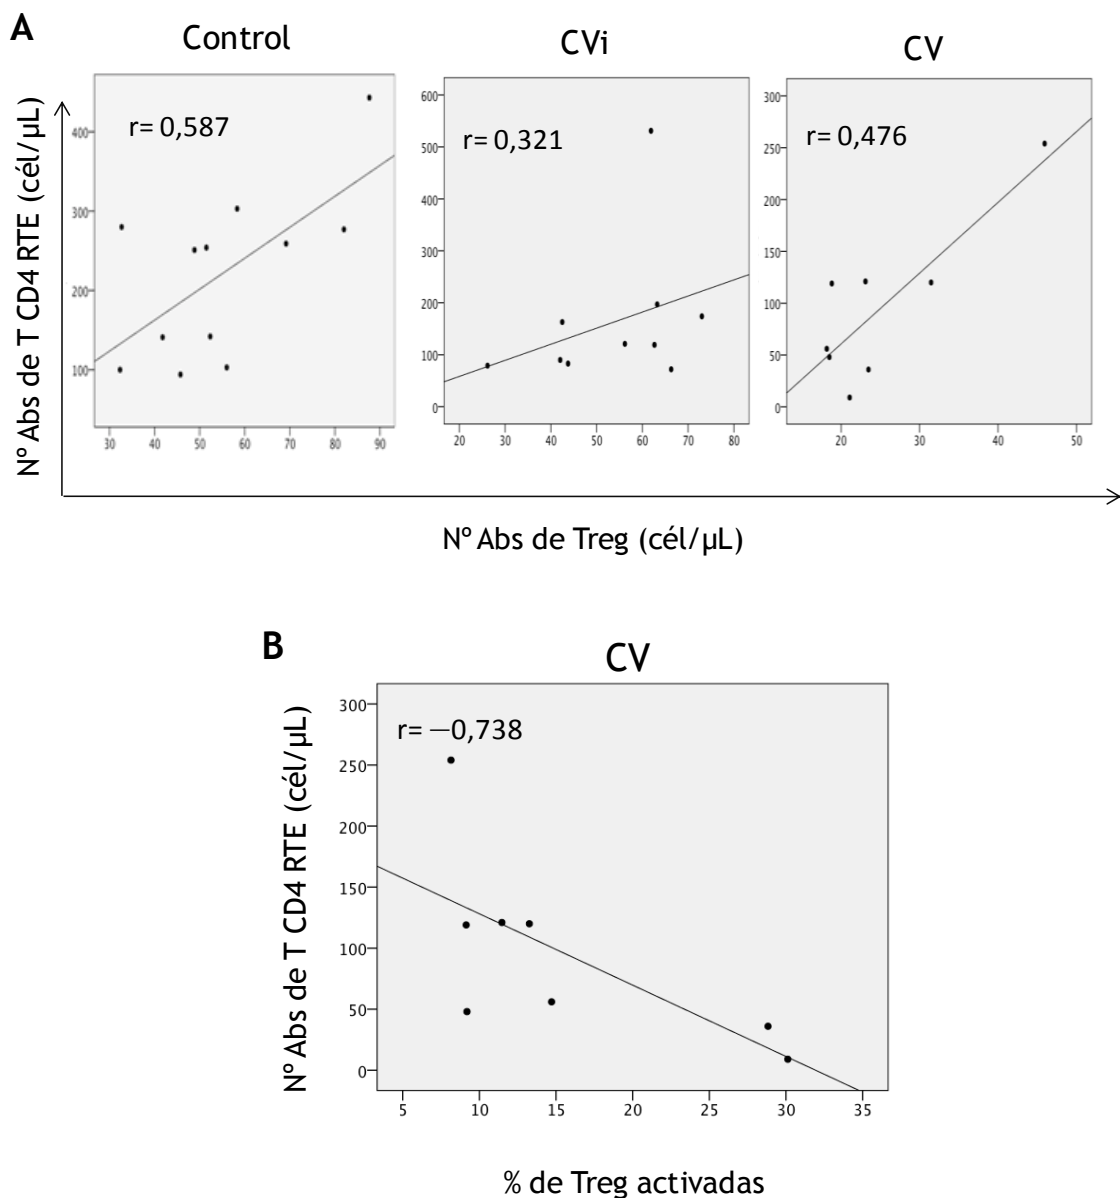 A
Control
CVi
CV
Nº Abs de T CD4 RTE (cél/µL)
r= 0,587
400
300
200
100
30 40 50 60 70 80 90
r= 0,321
600
500
400
300
200
100
0
20 30 40 50 60 70 80
r= 0,476
300
250
200
150
100
50
0
20 30 40 50
Nº Abs de Treg (cél/µL)
B
CV
Nº Abs de T CD4 RTE (cél/µL)
r= −0,738
300
250
200
150
100
50
0
5 10 15 20 25 30 35
% de Treg activadas